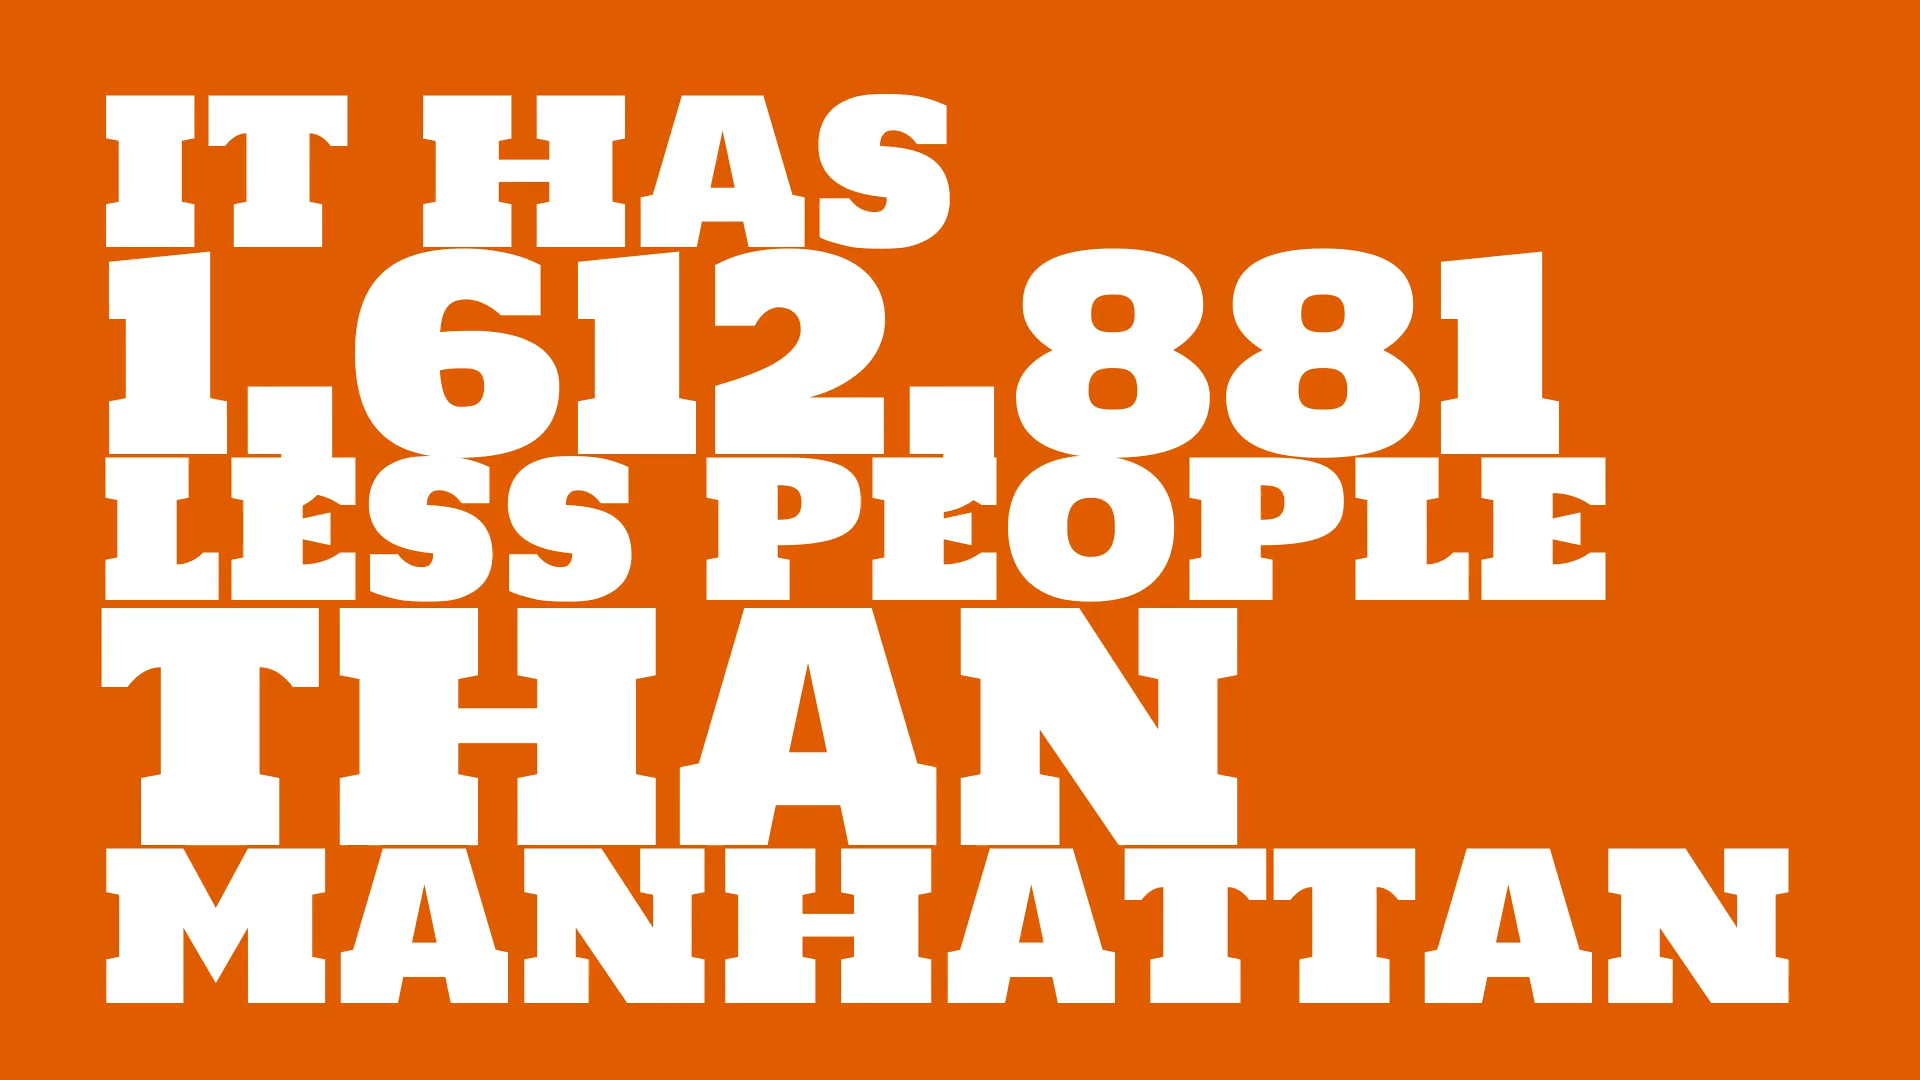 IT HAS
1,612,881
LESS PEOPLE
THAN
MANHATTAN